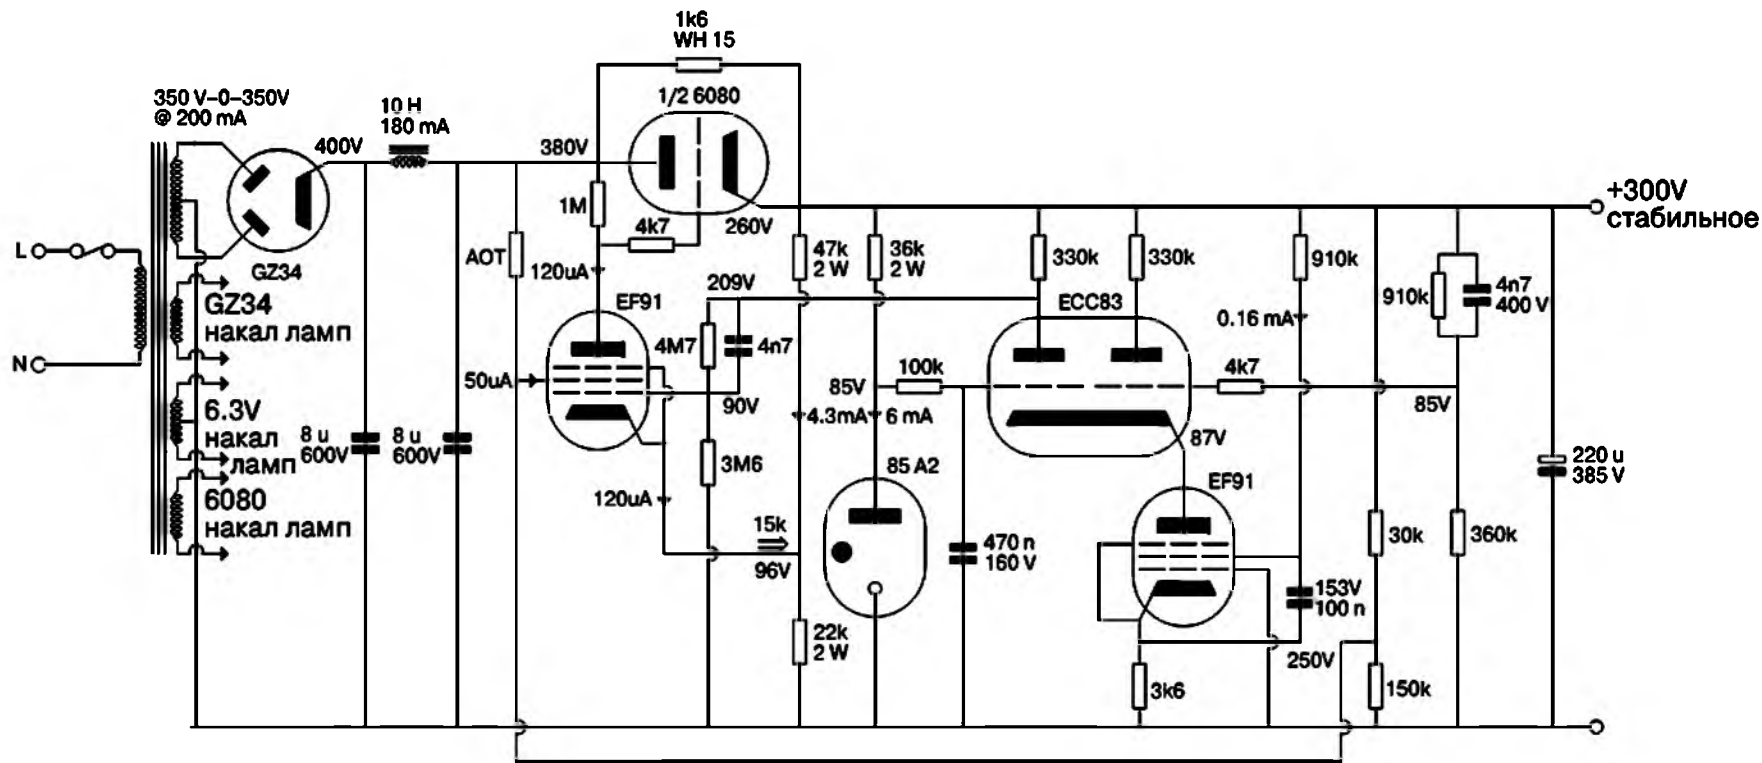 1k6
WH 15
350 V–0–350V
@ 200 mA
10 H
180 mA
1/2 6080
400V
380V
+300V
стабильное
1M
4k7
260V
L
GZ34
AOT
120uA
47k
2 W
36k
2 W
330k
330k
910k
209V
EF91
ECC83
910k
4n7
400 V
GZ34
накал ламп
0.16 mA
4M7
4n7
N
50uA
100k
4k7
85V
85V
90V
4.3mA
6 mA
6.3V
накал
ламп
8 u
600V
8 u
600V
87V
3M6
85 A2
EF91
220 u
385 V
6080
накал ламп
120uA
15k
96V
470 n
160 V
30k
360k
153V
100 n
22k
2 W
250V
3k6
150k